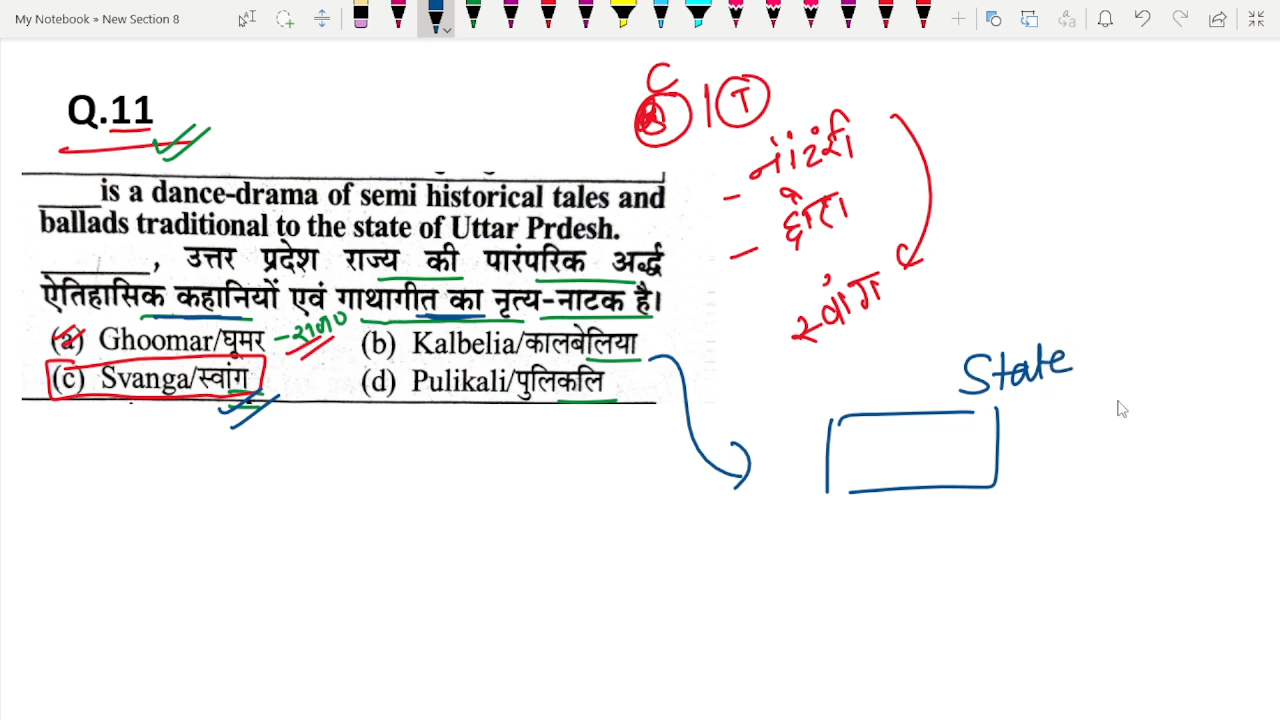 My Notebook » New Section 8
Q.11
_____is a dance-drama of semi historical tales and
ballads traditional to the state of Uttar Prdesh.
________, उत्तर प्रदेश राज्य की पारंपरिक अर्द्ध
ऐतिहासिक कहानियों एवं गाथागीत का नृत्य-नाटक है।
(a) Ghoomar/घूमर
(b) Kalbelia/कालबेलिया
(c) Svanga/स्वांग
(d) Pulikali/पुलिकलि
C
T
स्वांग
State